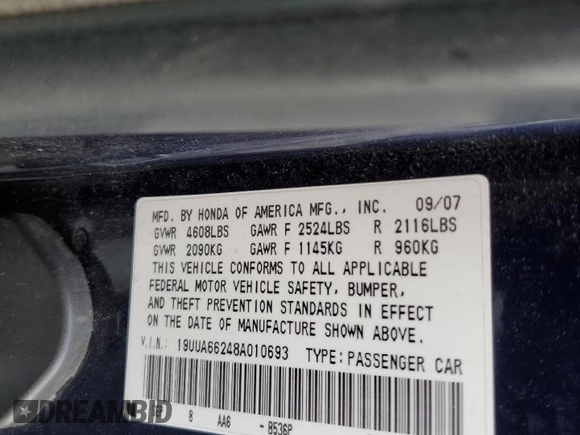 MFD. BY HONDA OF AMERICA MFG., INC. 09/07
GVWR 4608LBS GAWR F 2524LBS R 2116LBS
GVWR 2090KG GAWR F 1145KG R 960KG
THIS VEHICLE CONFORMS TO ALL APPLICABLE
FEDERAL MOTOR VEHICLE SAFETY, BUMPER,
AND THEFT PREVENTION STANDARDS IN EFFECT
ON THE DATE OF MANUFACTURE SHOWN ABOVE.
V.I.N.: 19UUA66248A010693 TYPE: PASSENGER CAR
8 AA6 - B536P
DREAMBID